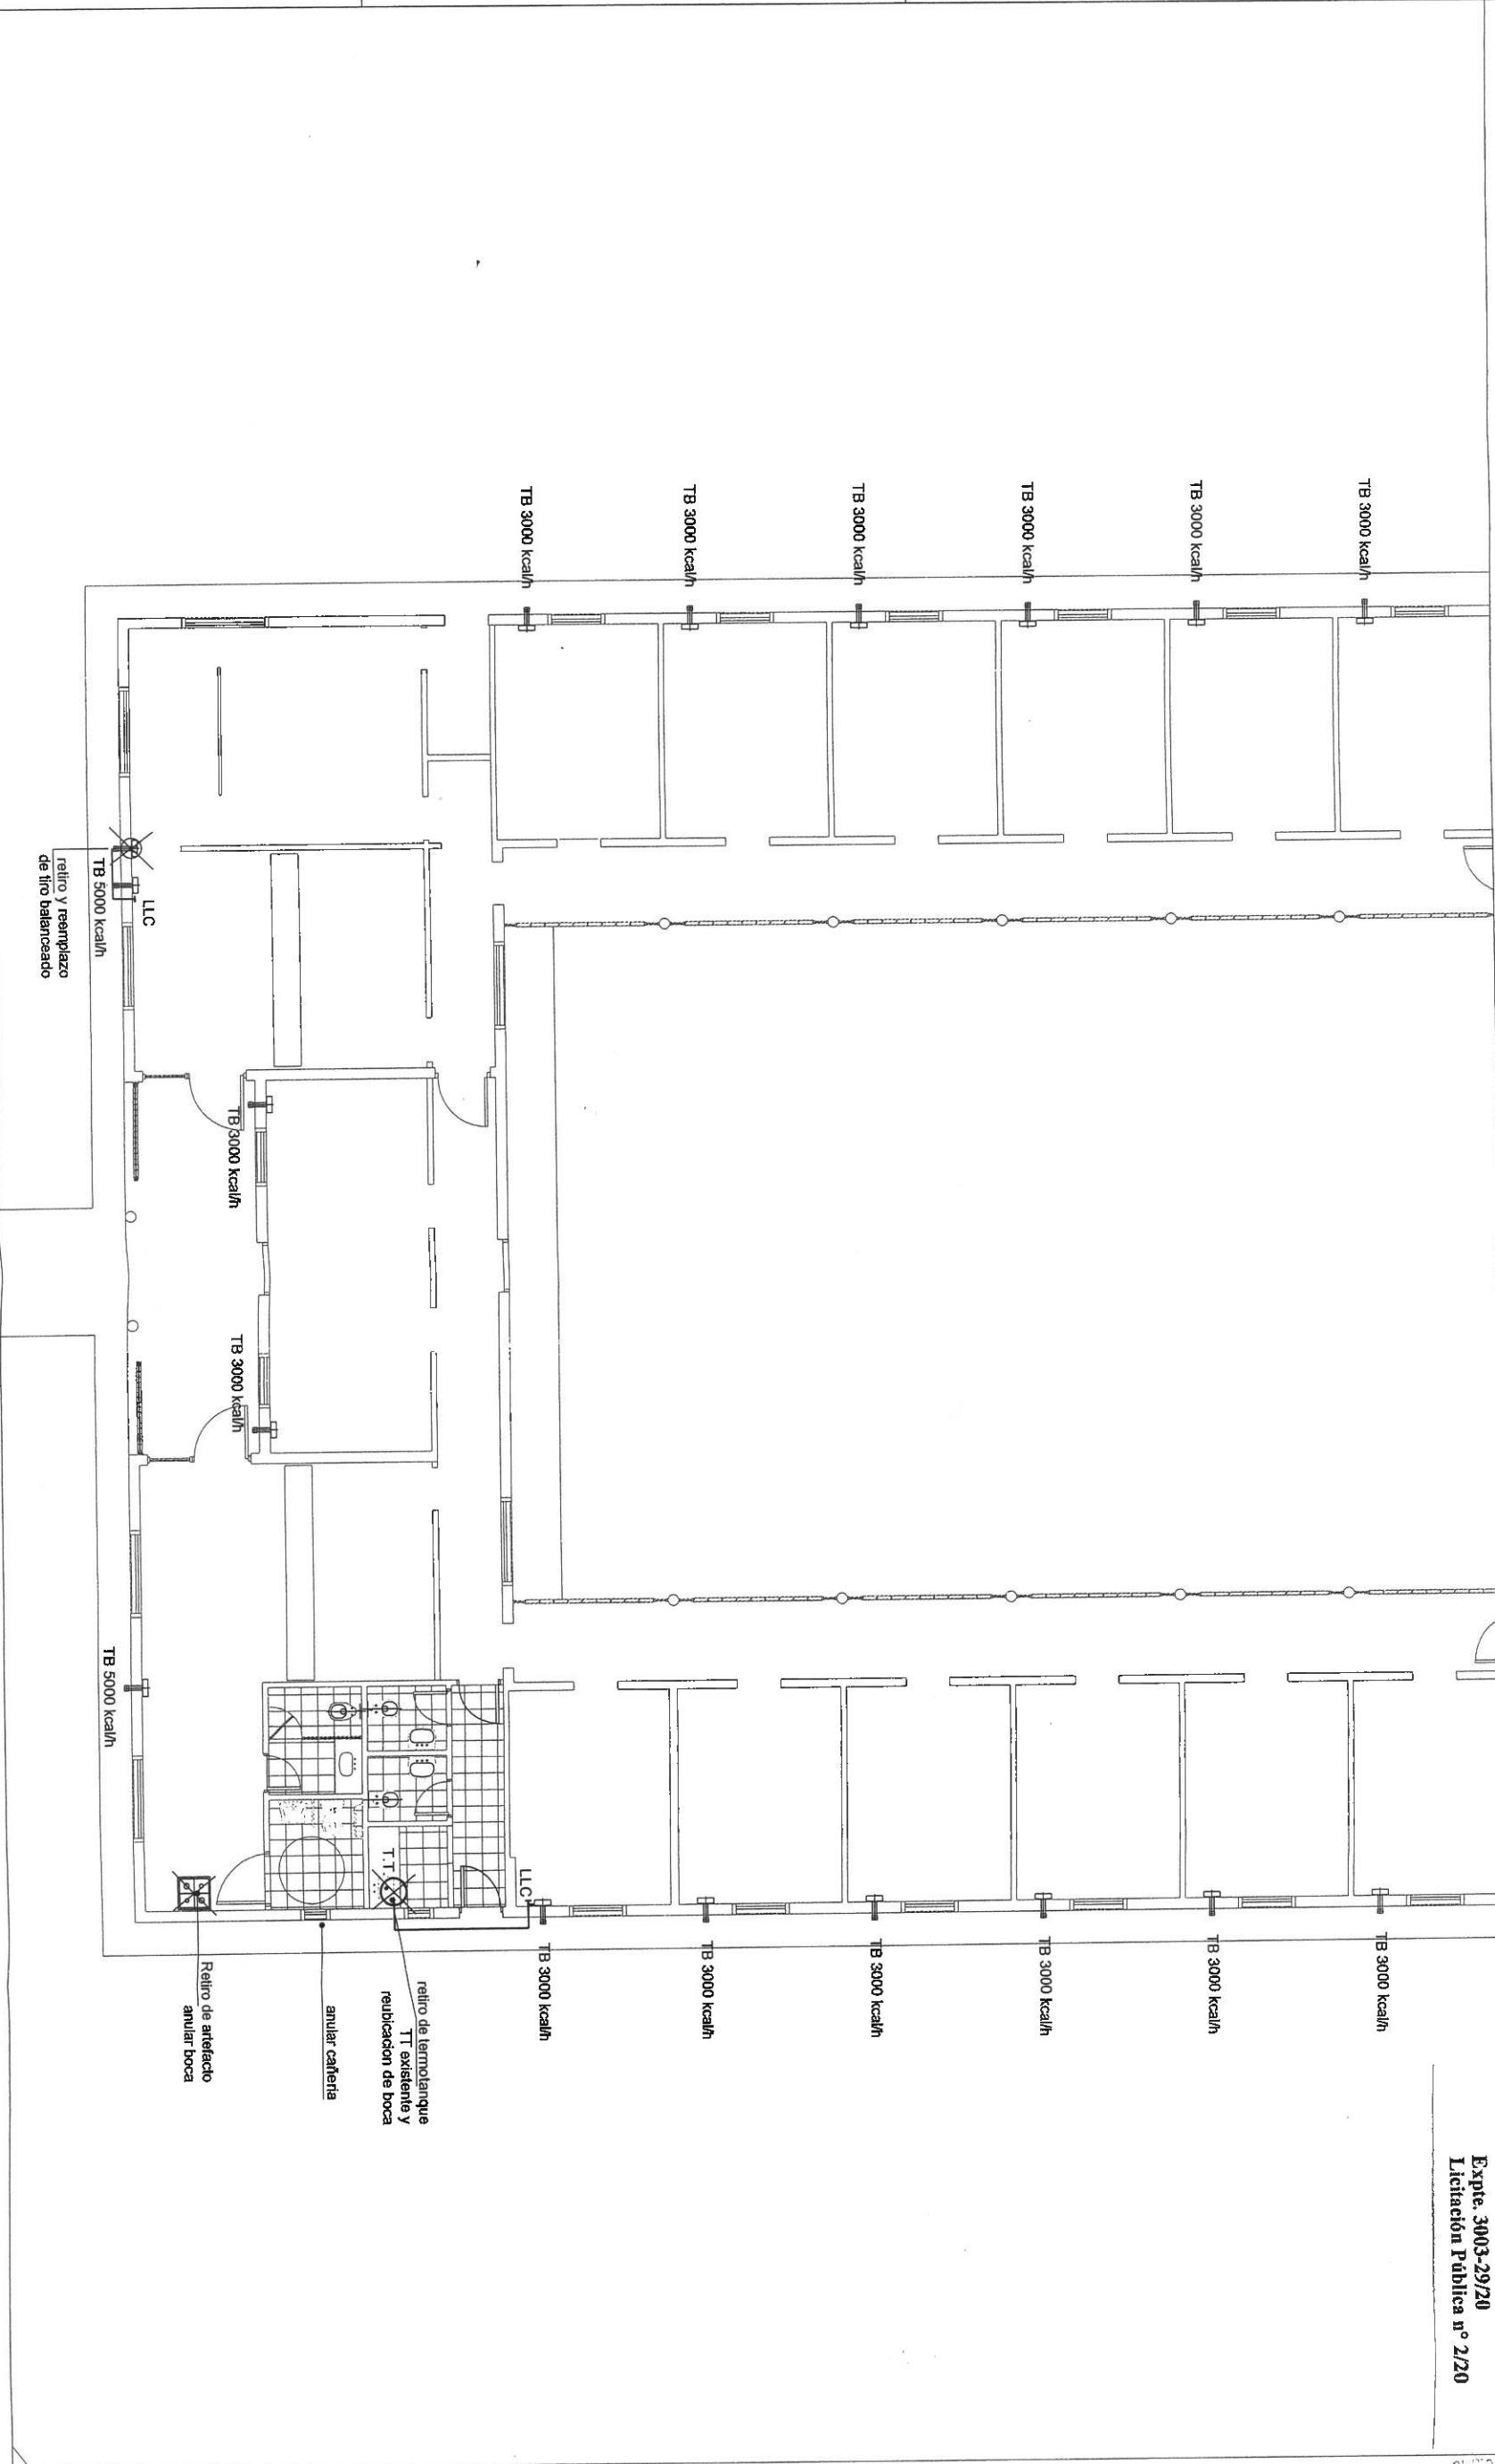 Expte. 3003-29/20
Licitación Pública nº 2/20
TB 3000 kcal/h
TB 3000 kcal/h
TB 3000 kcal/h
TB 3000 kcal/h
TB 3000 kcal/h
TB 3000 kcal/h
TB 3000 kcal/h
TB 3000 kcal/h
TB 3000 kcal/h
TB 3000 kcal/h
TB 3000 kcal/h
TB 3000 kcal/h
LLC
T.T.
retiro de termotanque
TT existente y
reubicacion de boca
anular cañeria
Retiro de artefacto
anular boca
TB 3000 kcal/h
TB 3000 kcal/h
LLC
TB 5000 kcal/h
TB 5000 kcal/h
retiro y reemplazo
de tiro balanceado